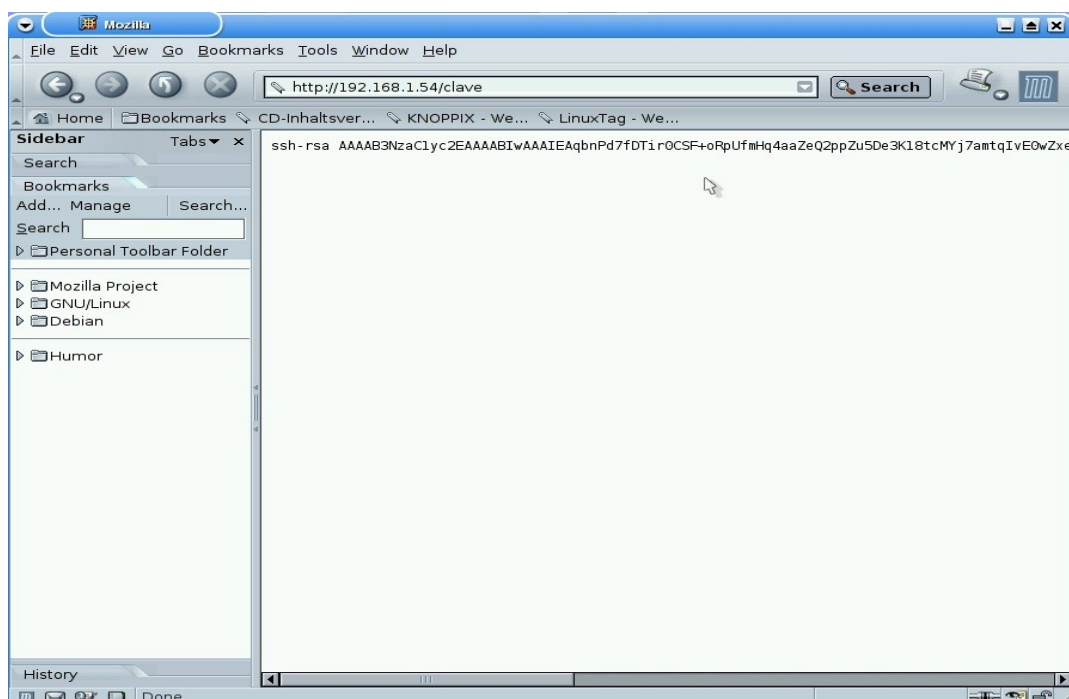 Mozilla
File Edit View Go Bookmarks Tools Window Help
http://192.168.1.54/clave
Search
Home Bookmarks CD-Inhaltsver... KNOPPIX - We... LinuxTag - We...
Sidebar Tabs
Search
Bookmarks
Add... Manage Search...
Search
Personal Toolbar Folder
Mozilla Project
GNU/Linux
Debian
Humor
History
ssh-rsa AAAAB3NzaC1yc2EAAAABIwAAAIEAqbnPd7fDTir0CSF+oRpUfmHq4aaZeQ2ppZu5De3Kl8tcMYj7amtqIvE0wZxe
Done